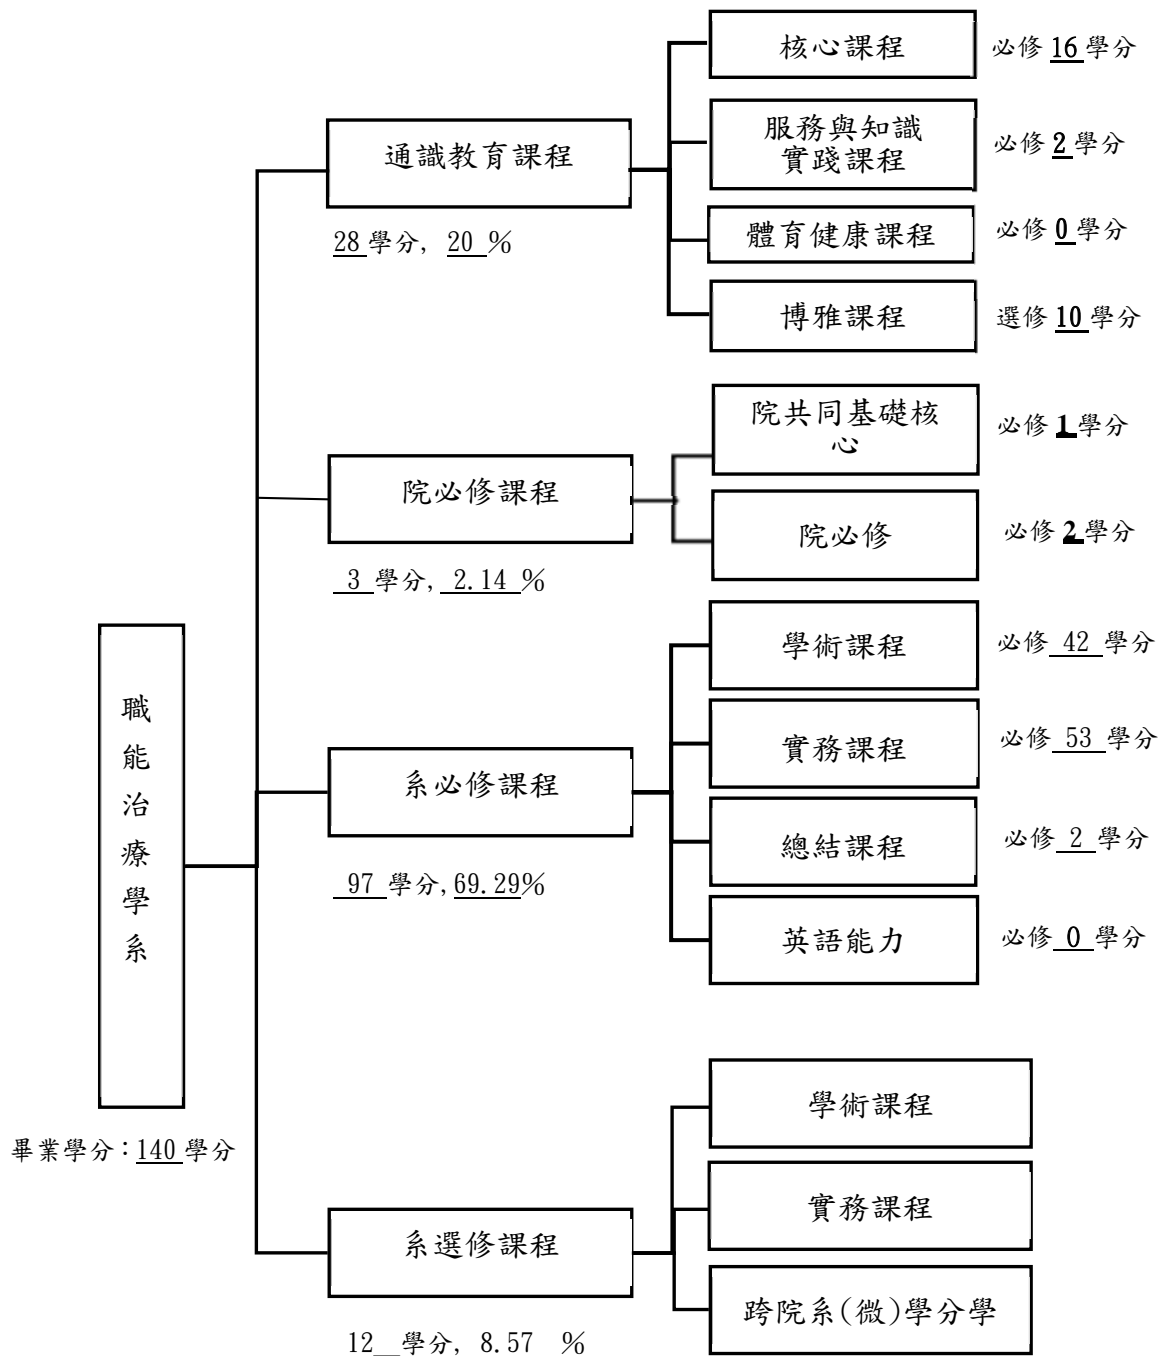 職能治療學系
畢業學分：140 學分
通識教育課程
28 學分, 20 %
核心課程
必修 16 學分
服務與知識
實踐課程
必修 2 學分
體育健康課程
必修 0 學分
博雅課程
選修 10 學分
院必修課程
3 學分, 2.14 %
院共同基礎核
心
必修 1 學分
院必修
必修 2 學分
系必修課程
97 學分, 69.29%
學術課程
必修 42 學分
實務課程
必修 53 學分
總結課程
必修 2 學分
英語能力
必修 0 學分
系選修課程
12 學分, 8.57 %
學術課程
實務課程
跨院系(微)學分學